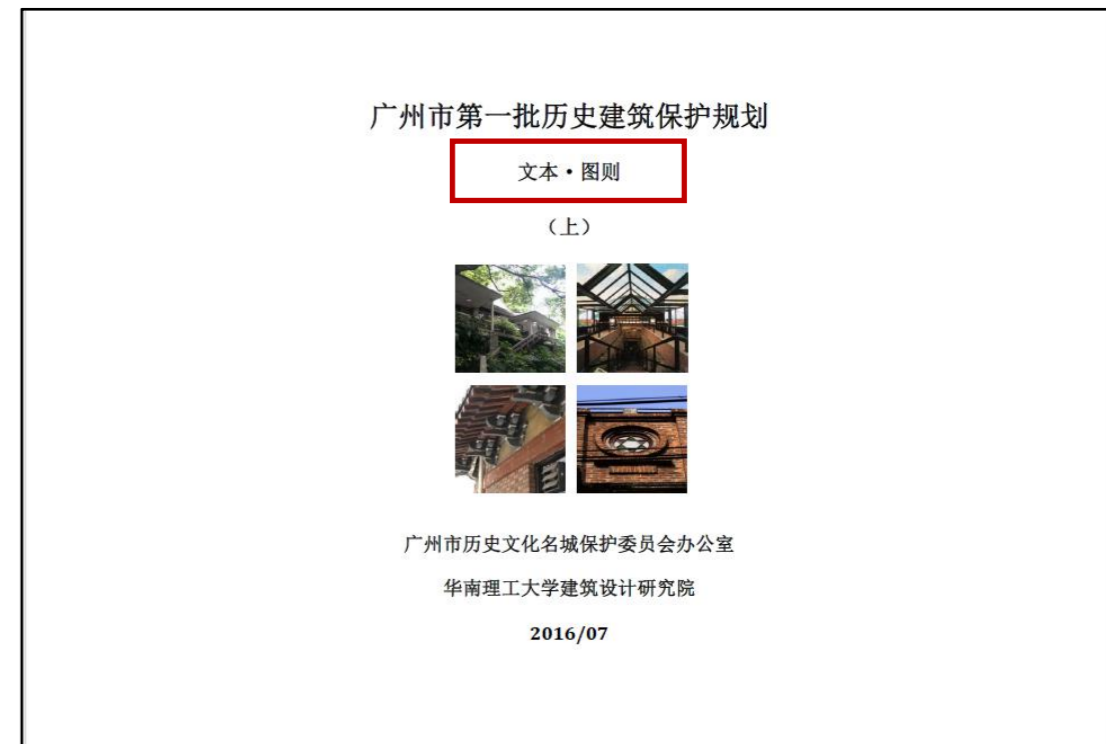 广州市第一批历史建筑保护规划
文本·图则
（上）
广州市历史文化名城保护委员会办公室
华南理工大学建筑设计研究院
2016/07